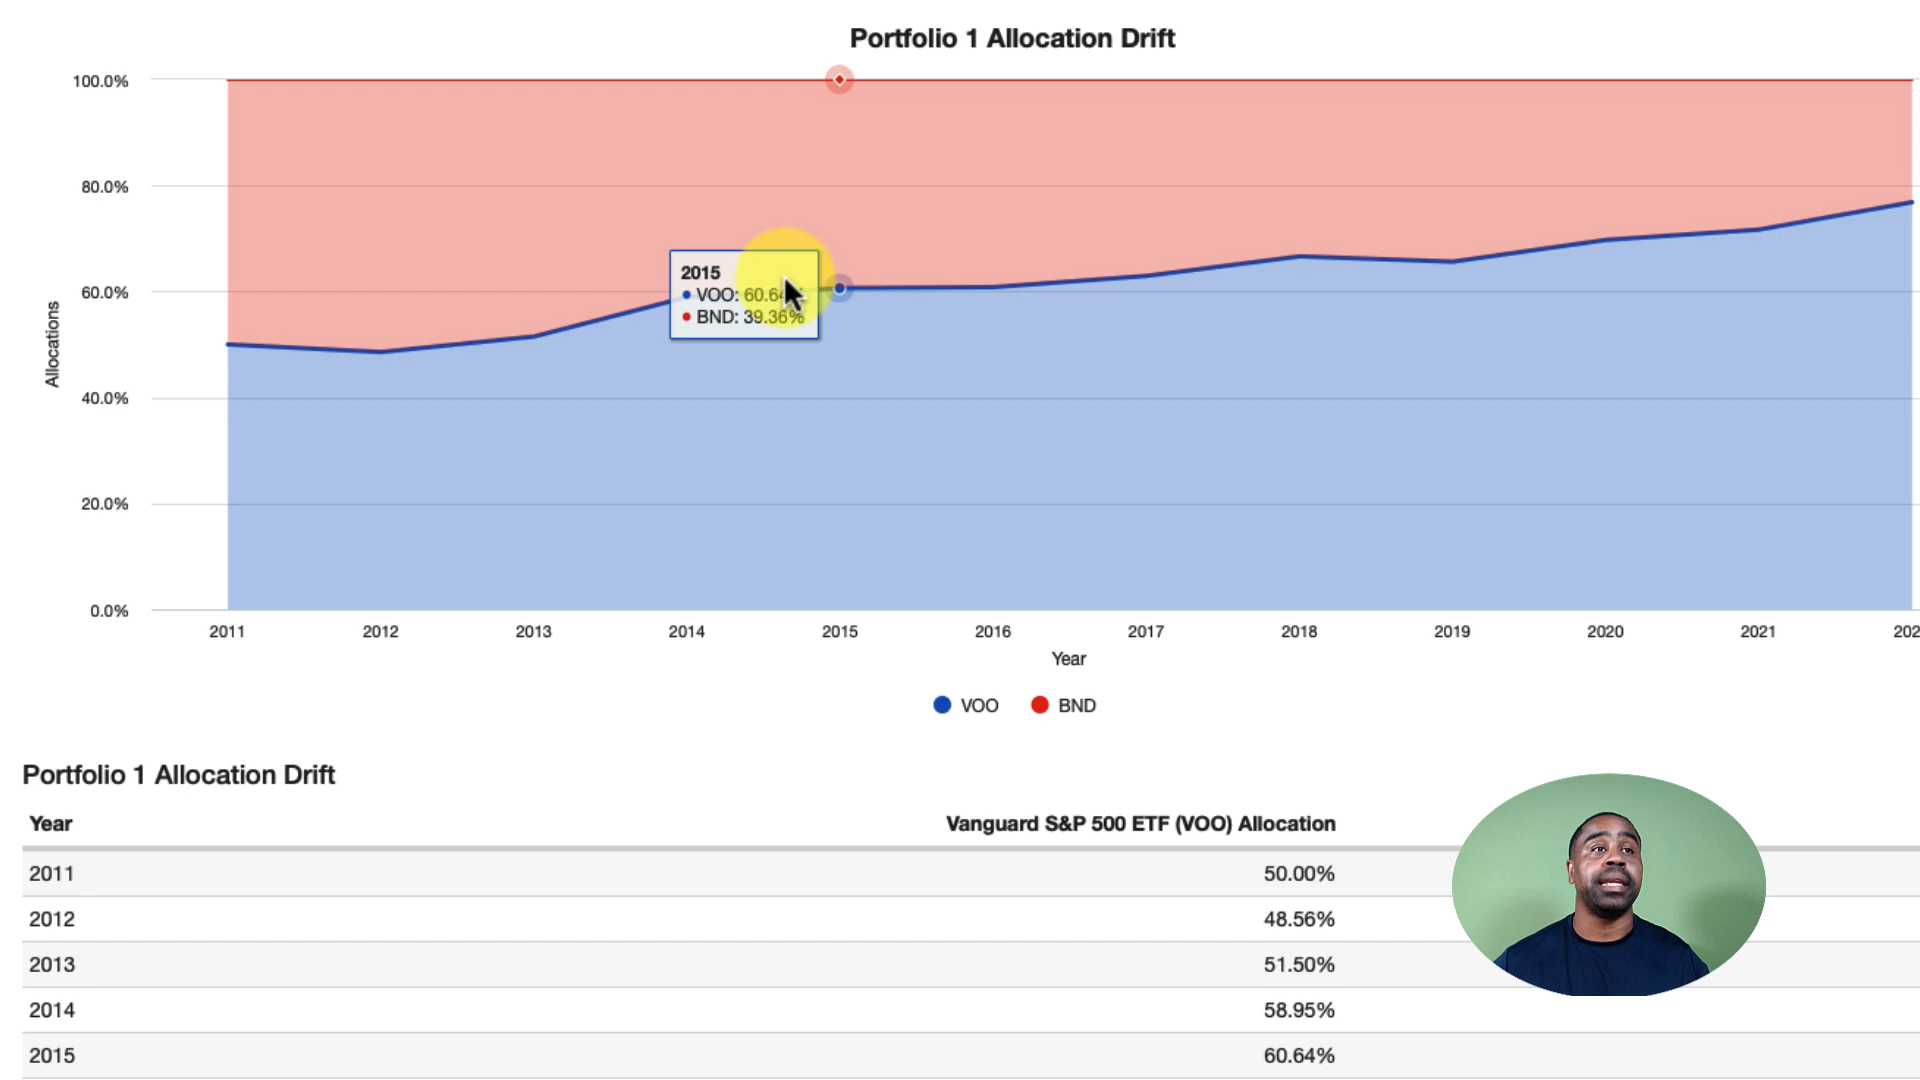 Portfolio 1 Allocation Drift
100.0%
80.0%
60.0%
40.0%
20.0%
0.0%
Allocations
2015
VOO: 60.64
BND: 39.36%
2011 2012 2013 2014 2015 2016 2017 2018 2019 2020 2021 202
Year
VOO BND
Portfolio 1 Allocation Drift
Year Vanguard S&P 500 ETF (VOO) Allocation
2011 50.00%
2012 48.56%
2013 51.50%
2014 58.95%
2015 60.64%